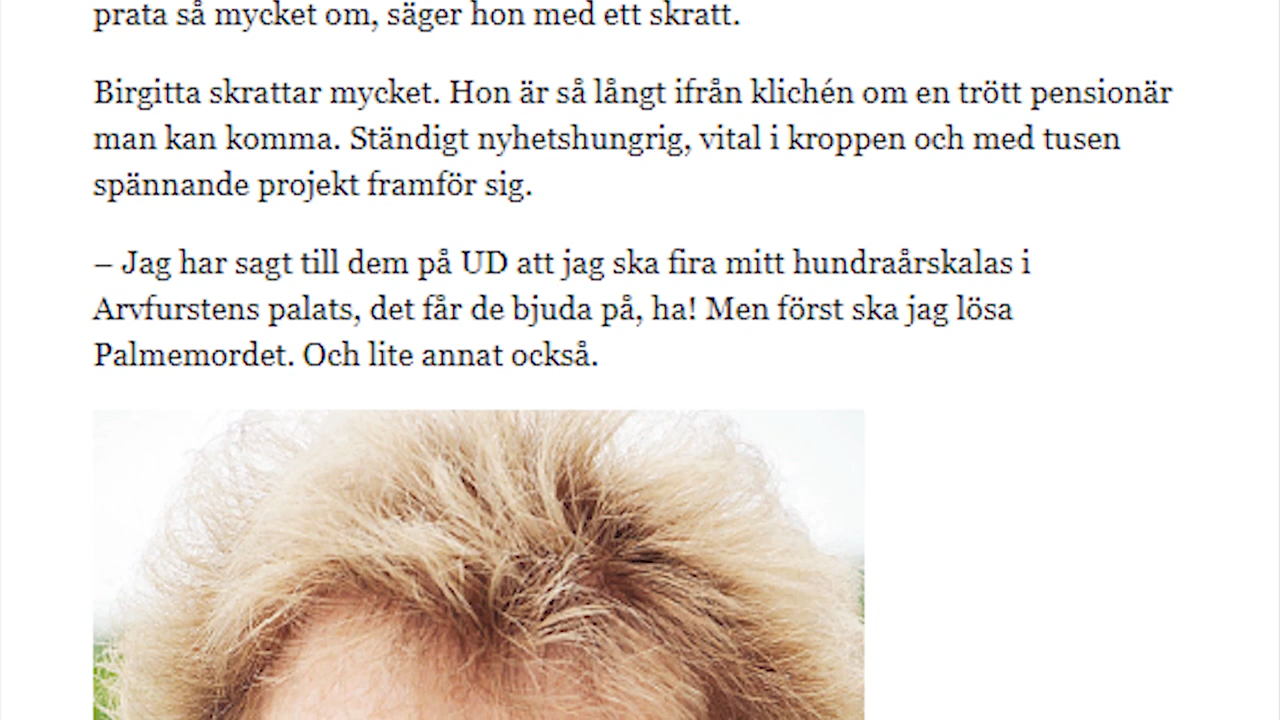 prata så mycket om, säger hon med ett skratt.
Birgitta skrattar mycket. Hon är så långt ifrån klichén om en trött pensionär
man kan komma. Ständigt nyhetshungrig, vital i kroppen och med tusen
spännande projekt framför sig.
– Jag har sagt till dem på UD att jag ska fira mitt hundraårskalas i
Arvfurstens palats, det får de bjuda på, ha! Men först ska jag lösa
Palmemordet. Och lite annat också.